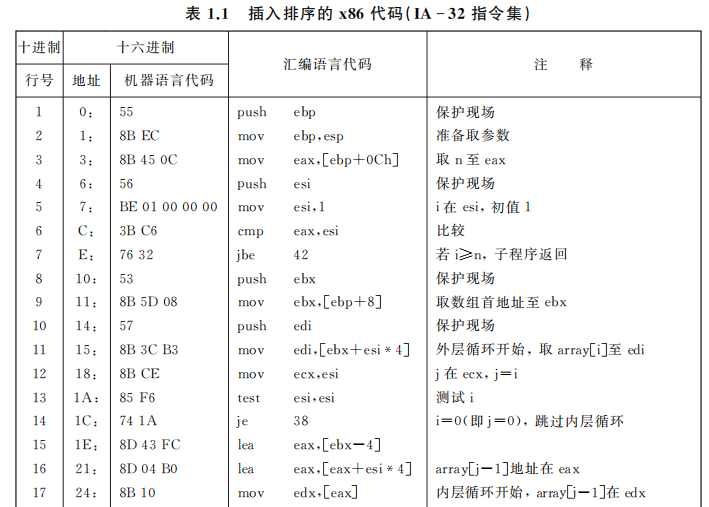 表 1.1 插入排序的 x86 代码(IA-32 指令集)
十进制 十六进制 汇编语言代码 注 释
行号 地址 机器语言代码
1 0: 55 push ebp 保护现场
2 1: 8B EC mov ebp,esp 准备取参数
3 3: 8B 45 0C mov eax,[ebp+0Ch] 取 n 至 eax
4 6: 56 push esi 保护现场
5 7: BE 01 00 00 00 mov esi,1 i 在 esi, 初值 1
6 C: 3B C6 cmp eax,esi 比较
7 E: 76 32 jbe 42 若 i≥n, 子程序返回
8 10: 53 push ebx 保护现场
9 11: 8B 5D 08 mov ebx,[ebp+8] 取数组首地址至 ebx
10 14: 57 push edi 保护现场
11 15: 8B 3C B3 mov edi,[ebx+esi*4] 外层循环开始, 取 array[i]至 edi
12 18: 8B CE mov ecx,esi j 在 ecx, j=i
13 1A: 85 F6 test esi,esi 测试 i
14 1C: 74 1A je 38 i=0(即 j=0), 跳过内层循环
15 1E: 8D 43 FC lea eax,[ebx-4]
16 21: 8D 04 B0 lea eax,[eax+esi*4] array[j-1]地址在 eax
17 24: 8B 10 mov edx,[eax] 内层循环开始, array[j-1]在 edx